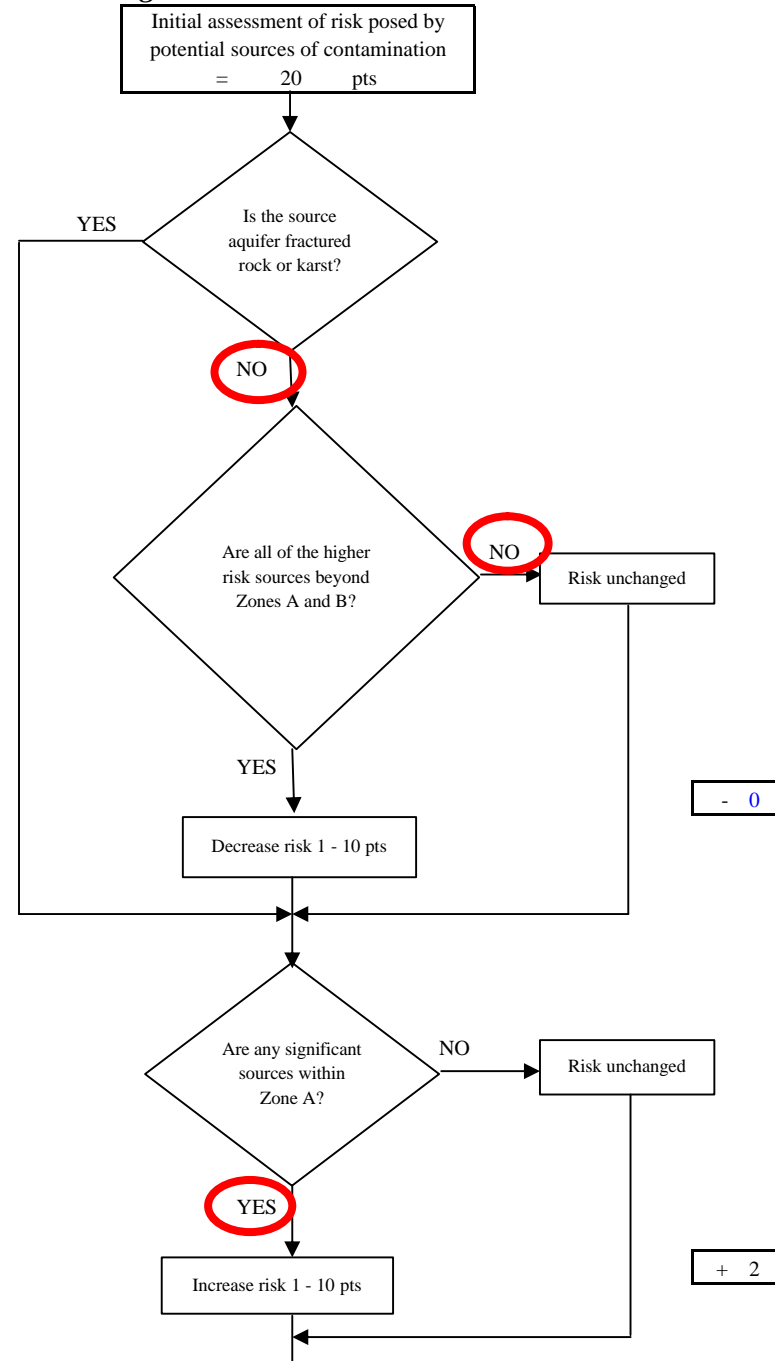 Initial assessment of risk posed by
potential sources of contamination
= 20 pts
Is the source
aquifer fractured
rock or karst?
YES
NO
Are all of the higher
risk sources beyond
Zones A and B?
NO
Risk unchanged
YES
Decrease risk 1 - 10 pts
- 0
Are any significant
sources within
Zone A?
NO
Risk unchanged
YES
Increase risk 1 - 10 pts
+ 2